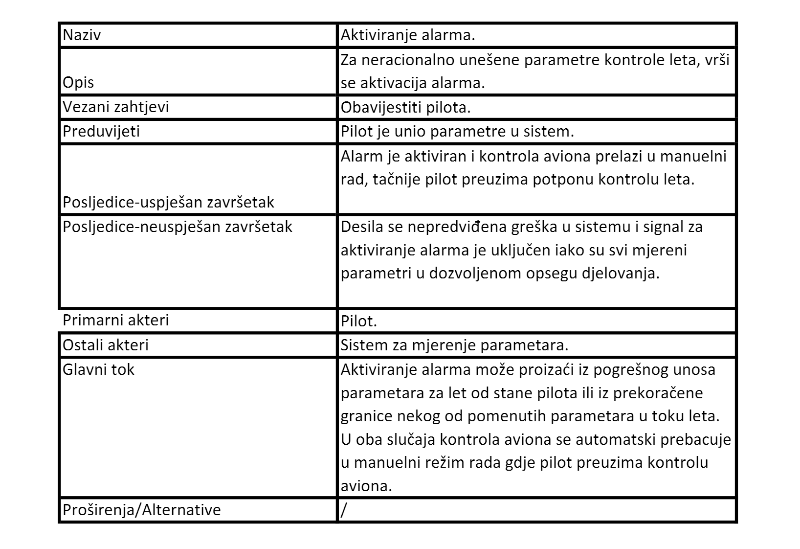 Naziv Aktiviranje alarma.
Za neracionalno unešene parametre kontrole leta, vrši
Opis se aktivacija alarma.
Vezani zahtjevi Obavijestiti pilota.
Preduvijeti Pilot je unio parametre u sistem.
Alarm je aktiviran i kontrola aviona prelazi u manuelni
rad, tačnije pilot preuzima potponu kontrolu leta.
Posljedice-uspješan završetak
Posljedice-neuspješan završetak Desila se nepredviđena greška u sistemu i signal za
aktiviranje alarma je uključen iako su svi mjereni
parametri u dozvoljenom opsegu djelovanja.
Primarni akteri Pilot.
Ostali akteri Sistem za mjerenje parametara.
Glavni tok Aktiviranje alarma može proizaći iz pogrešnog unosa
parametara za let od stane pilota ili iz prekoračene
granice nekog od pomenutih parametara u toku leta.
U oba slučaja kontrola aviona se automatski prebacuje
u manuelni režim rada gdje pilot preuzima kontrolu
aviona.
Proširenja/Alternative /